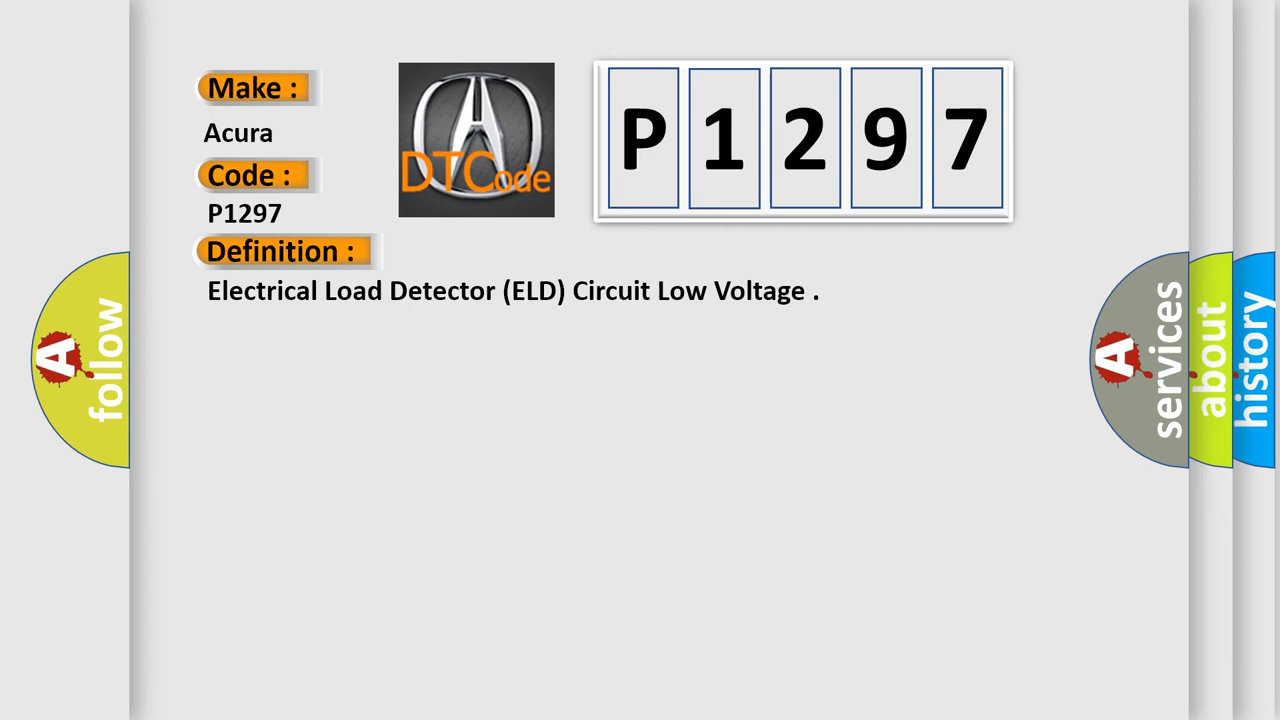 Make :
Acura
Code :
P1297
Definition :
Electrical Load Detector (ELD) Circuit Low Voltage .
DTCode
P 1 2 9 7
A follow
A services
about
history